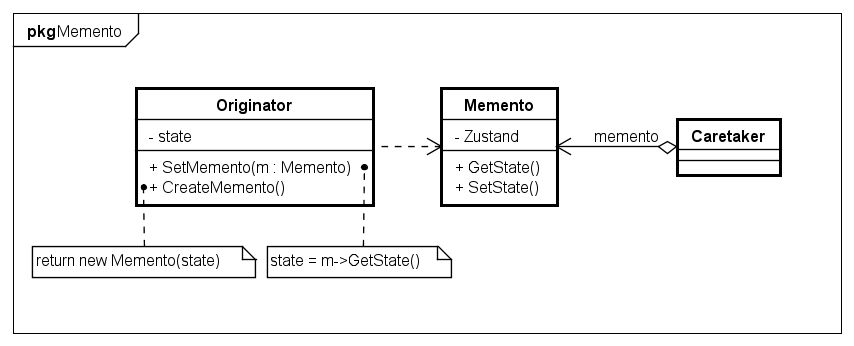 pkgMemento
Originator
- state
+ SetMemento(m : Memento)
+ CreateMemento()
Memento
- Zustand
+ GetState()
+ SetState()
memento
Caretaker
return new Memento(state)
state = m->GetState()